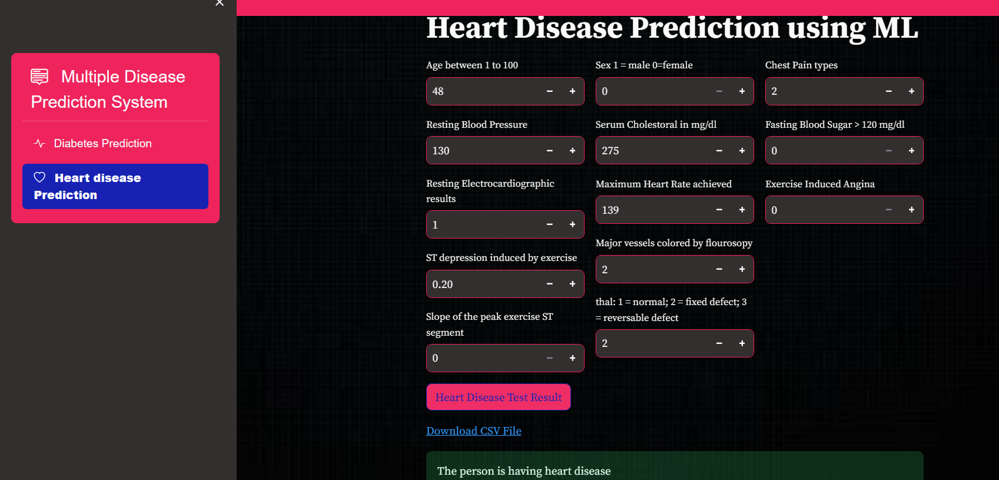 Multiple Disease
Prediction System
Diabetes Prediction
Heart disease
Prediction
Heart Disease Prediction using ML
Age between 1 to 100
48
Sex 1 = male 0=female
0
Chest Pain types
2
Resting Blood Pressure
130
Serum Cholestoral in mg/dl
275
Fasting Blood Sugar > 120 mg/dl
0
Resting Electrocardiographic
results
1
Maximum Heart Rate achieved
139
Exercise Induced Angina
0
ST depression induced by exercise
0.20
Major vessels colored by flourosopy
2
Slope of the peak exercise ST
segment
0
thal: 1 = normal; 2 = fixed defect; 3
= reversable defect
2
Heart Disease Test Result
Download CSV File
The person is having heart disease